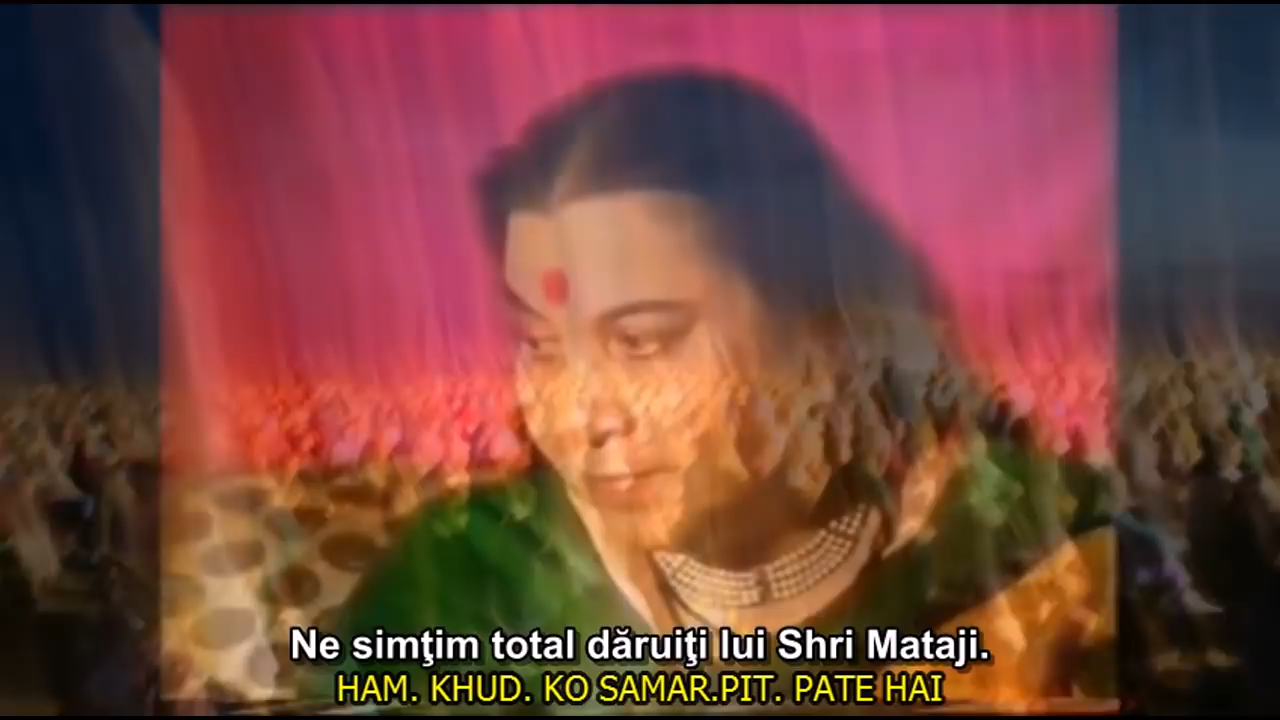 Ne simţim total dăruiţi lui Shri Mataji.
HAM. KHUD. KO SAMAR.PIT. PATE HAI